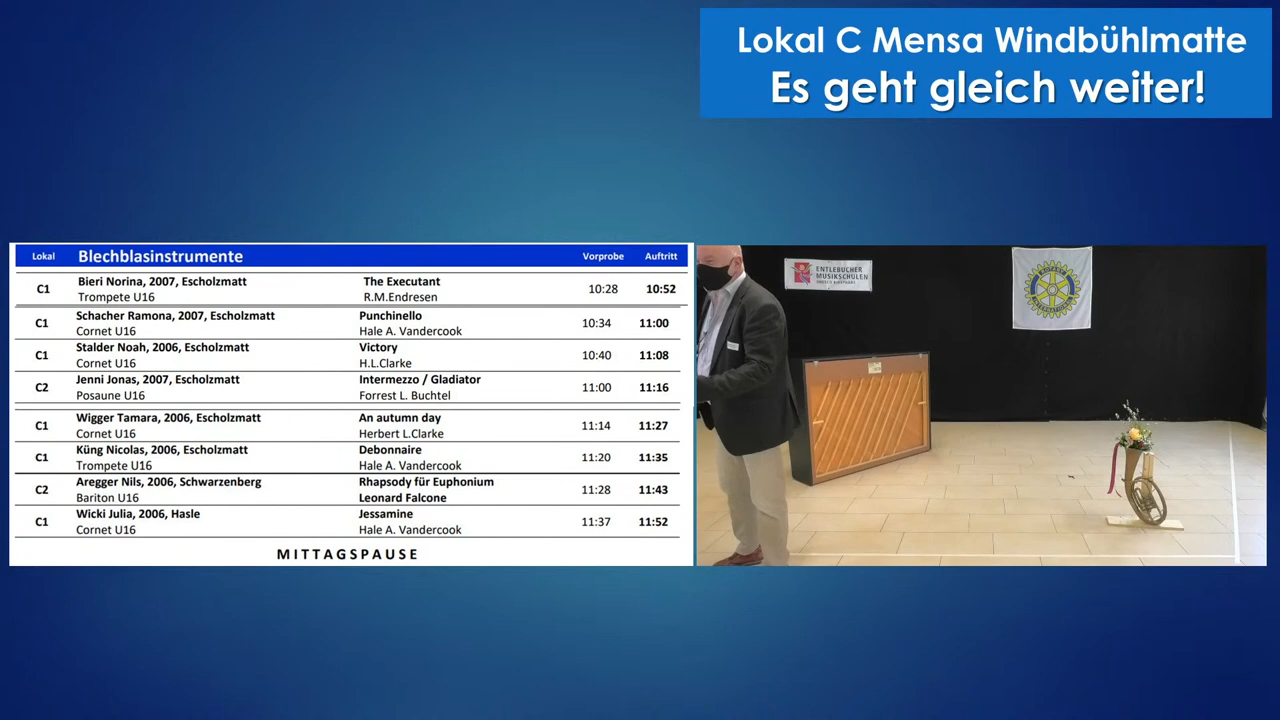 Lokal C Mensa Windbühlmatte
Es geht gleich weiter!
Lokal Blechblasinstrumente Vorprobe Auftritt
C1 Bieri Norina, 2007, Escholzmatt The Executant 10:28 10:52
Trompete U16 R.M.Endresen
C1 Schacher Ramona, 2007, Escholzmatt Punchinello 10:34 11:00
Cornet U16 Hale A. Vandercook
C1 Stalder Noah, 2006, Escholzmatt Victory 10:40 11:08
Cornet U16 H.L.Clarke
C2 Jenni Jonas, 2007, Escholzmatt Intermezzo / Gladiator 11:00 11:16
Posaune U16 Forrest L. Buchtel
C1 Wigger Tamara, 2006, Escholzmatt An autumn day 11:14 11:27
Cornet U16 Herbert L.Clarke
C1 Küng Nicolas, 2006, Escholzmatt Debonnaire 11:20 11:35
Trompete U16 Hale A. Vandercook
C2 Aregger Nils, 2006, Schwarzenberg Rhapsody für Euphonium 11:28 11:43
Bariton U16 Leonard Falcone
C1 Wicki Julia, 2006, Hasle Jessamine 11:37 11:52
Cornet U16 Hale A. Vandercook
MITTAGSPAUSE
ENTLEBUCHER
MUSIKSCHULEN
ROTARY
INTERNATIONAL